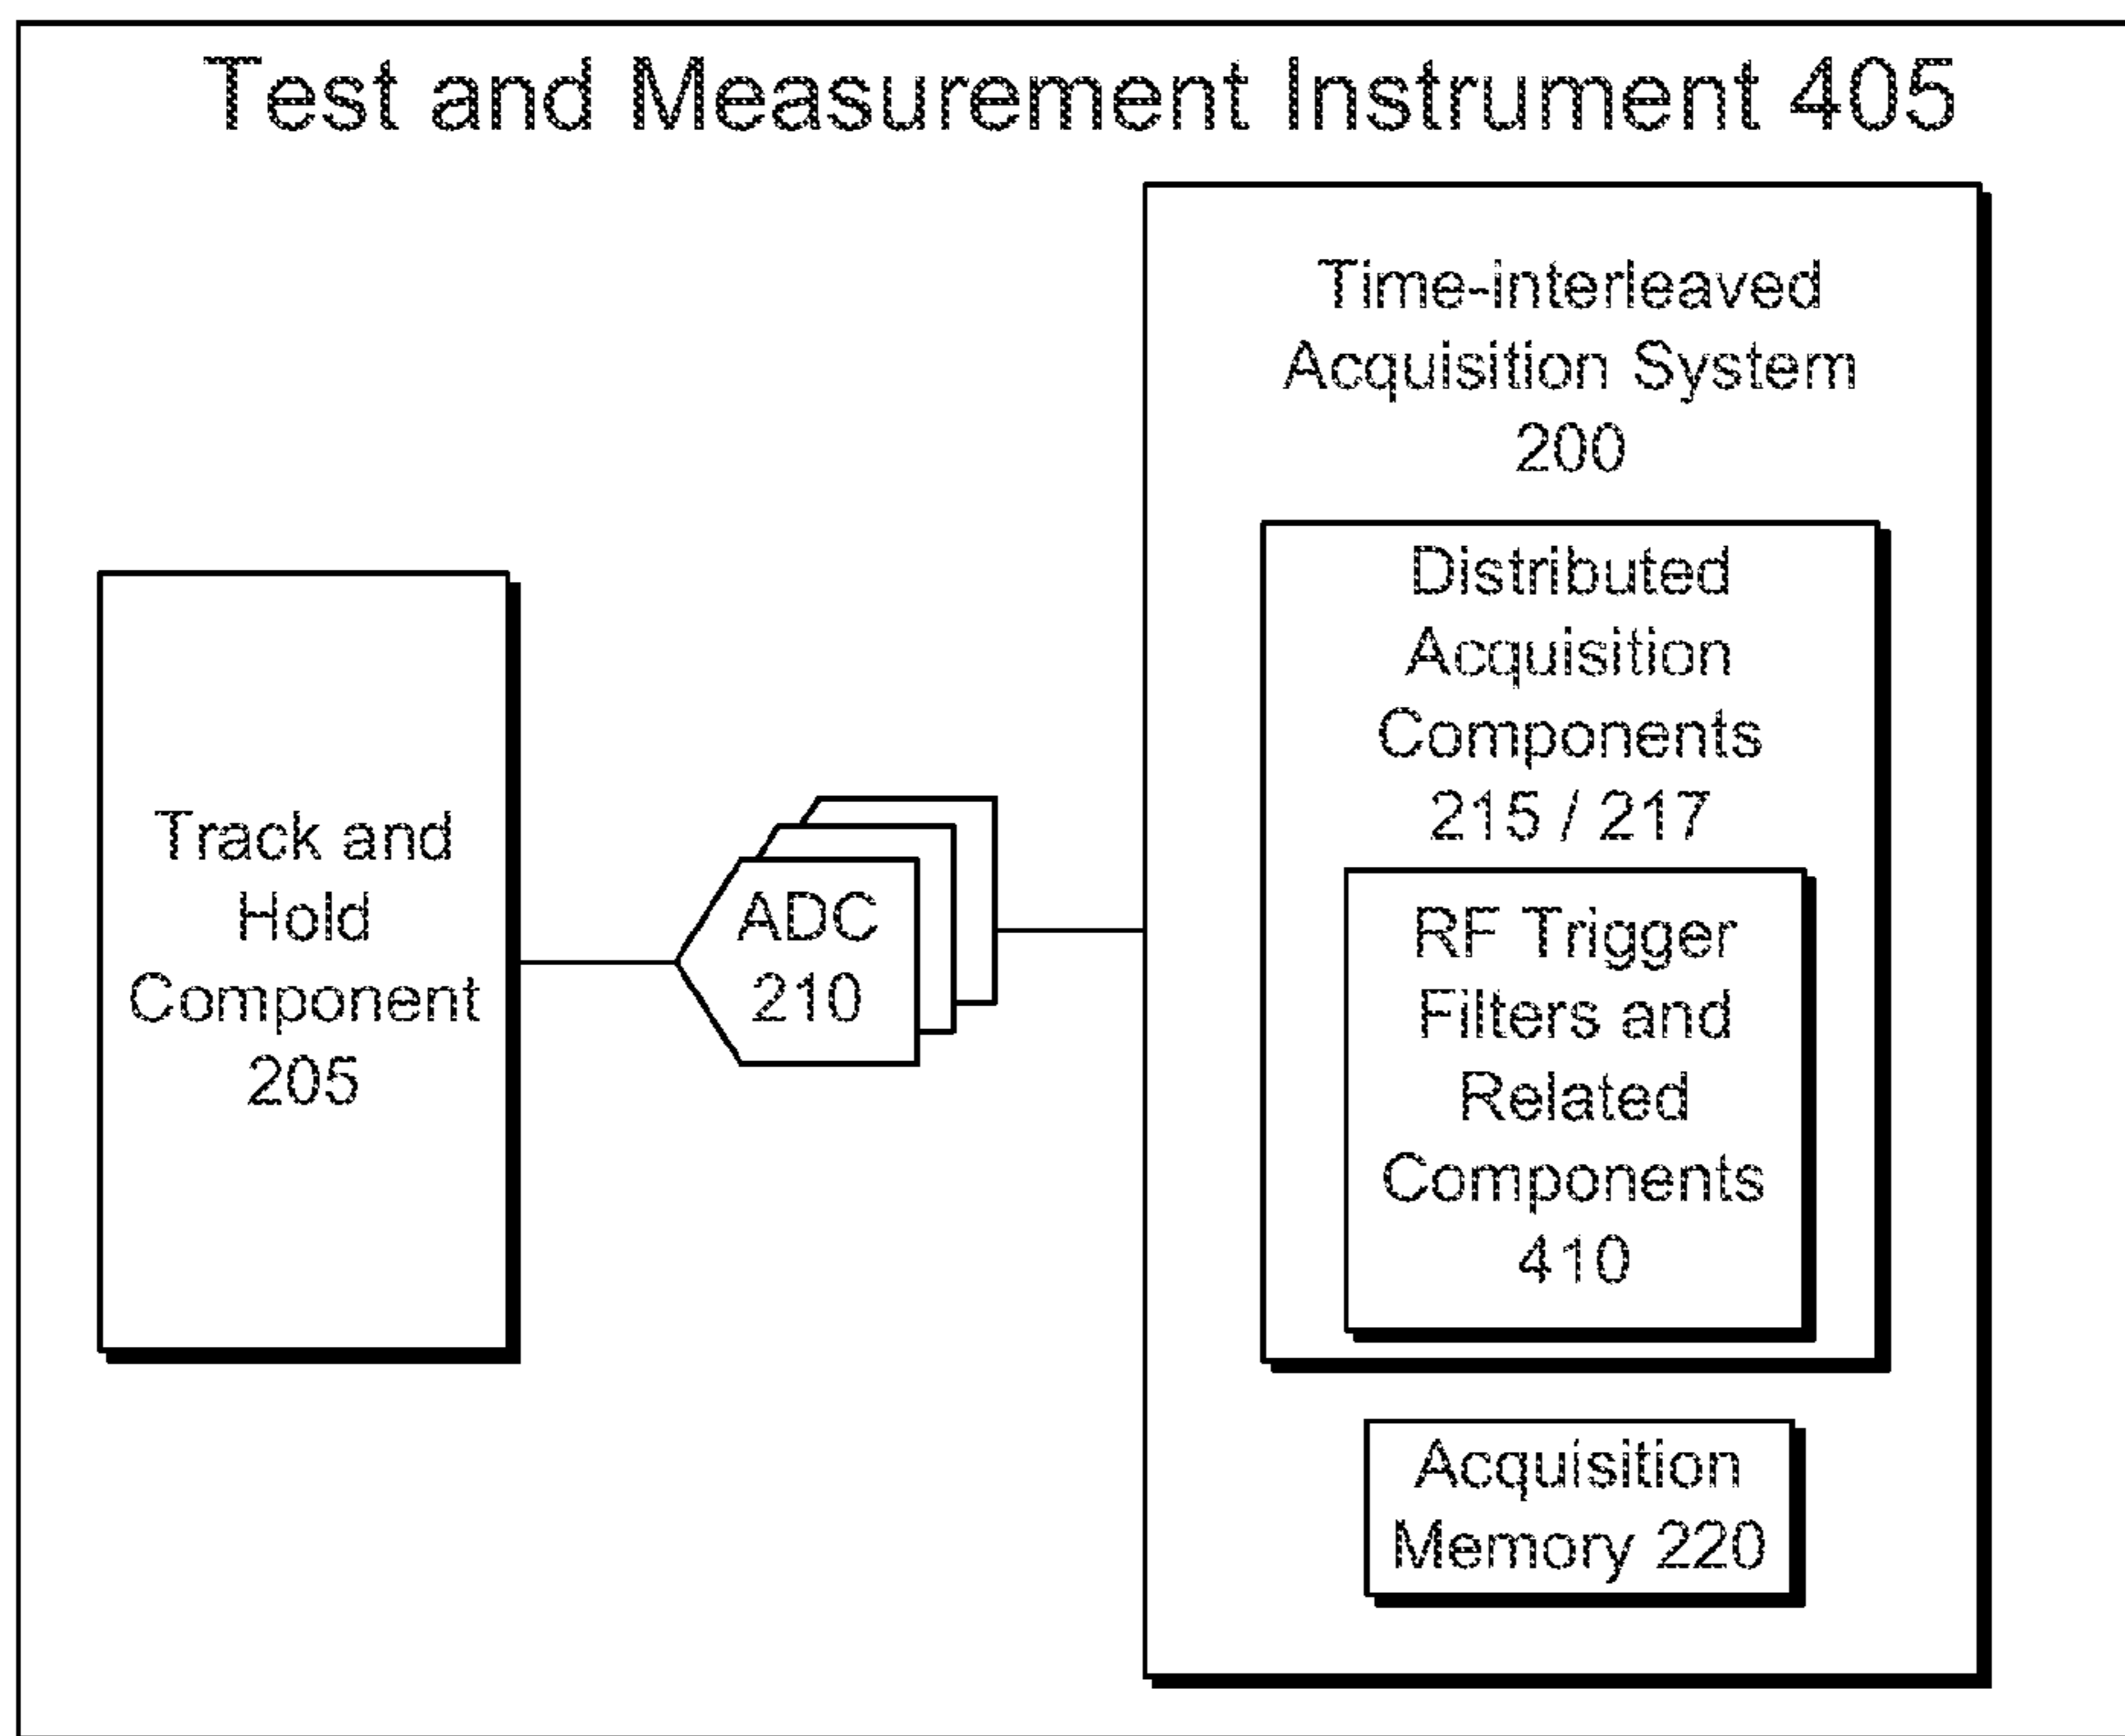 Test and Measurement Instrument 405
Track and
Hold
Component
205
ADC
210
Time-interleaved
Acquisition System
200
Distributed
Acquisition
Components
215 / 217
RF Trigger
Filters and
Related
Components
410
Acquisition
Memory 220